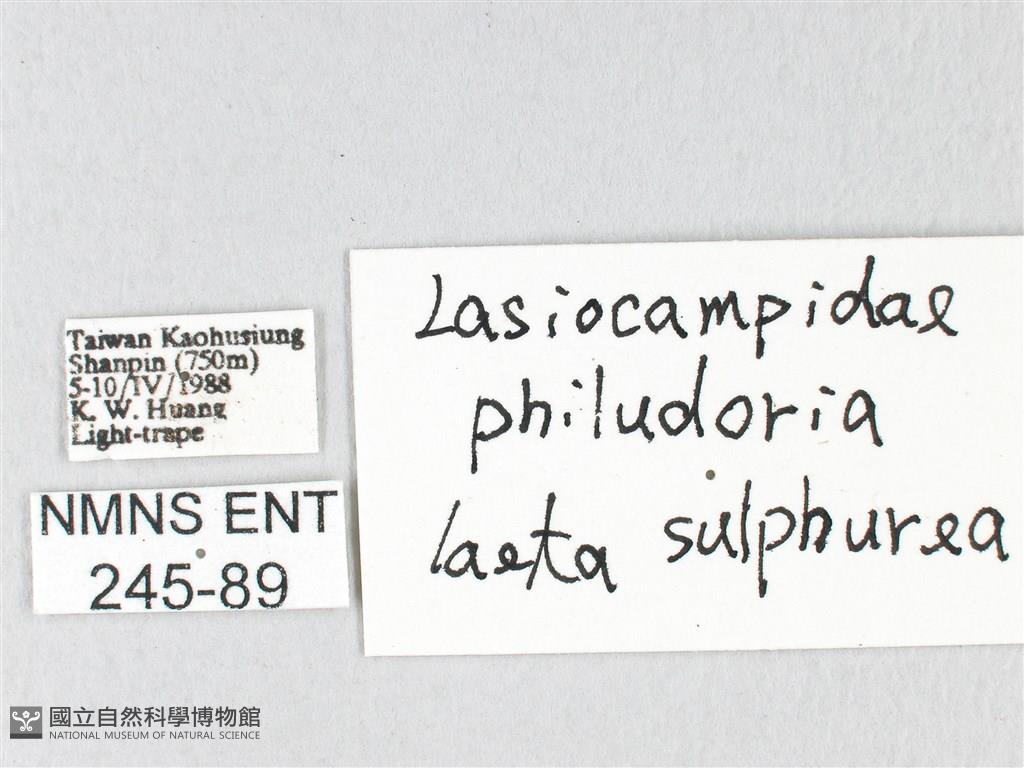 Taiwan Kaohusiung
Shanpin (750m)
5-10/IV/1988
K. W. Huang
Light-trape
NMNS ENT
245-89
Lasiocampidae
philudoria
laeta sulphurea
國立自然科學博物館
NATIONAL MUSEUM OF NATURAL SCIENCE